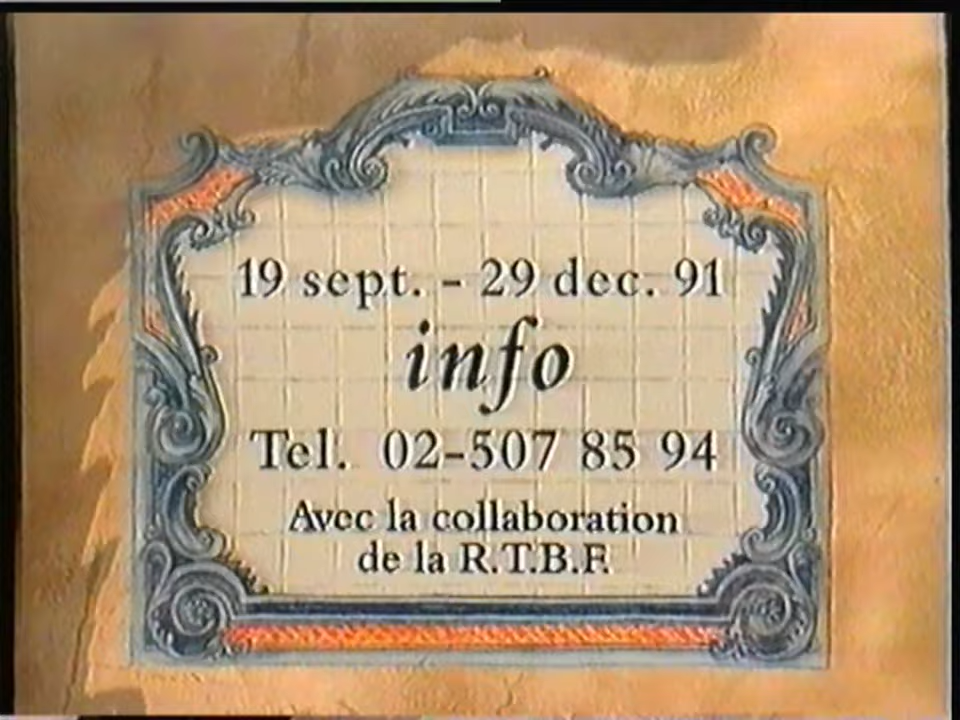 19 sept. - 29 dec. 91
info
Tel. 02-507 85 94
Avec la collaboration
de la R.T.B.F.